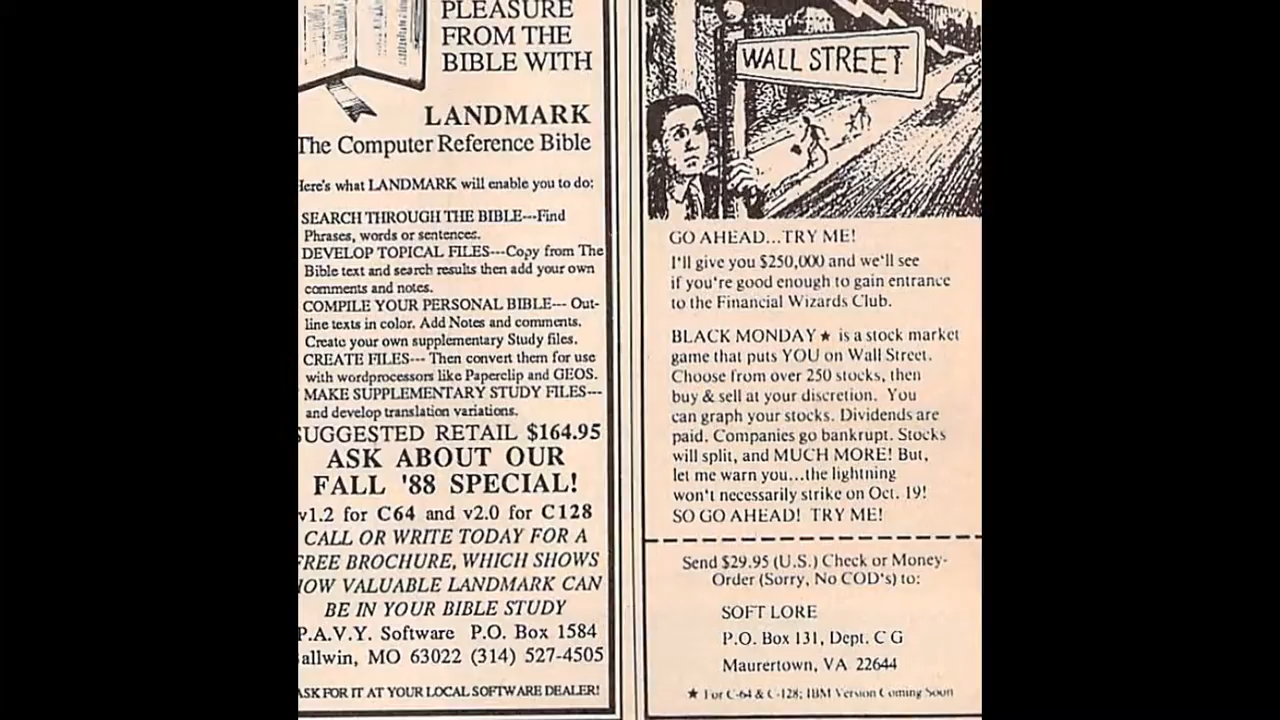 PLEASURE
FROM THE
BIBLE WITH
LANDMARK
The Computer Reference Bible
Here's what LANDMARK will enable you to do:
SEARCH THROUGH THE BIBLE---Find
Phrases, words or sentences.
DEVELOP TOPICAL FILES---Copy from The
Bible text and search results then add your own
comments and notes.
COMPILE YOUR PERSONAL BIBLE--- Out-
line texts in color. Add Notes and comments.
Create your own supplementary Study files.
CREATE FILES--- Then convert them for use
with wordprocessors like Paperclip and GEOS.
MAKE SUPPLEMENTARY STUDY FILES---
and develop translation variations.
SUGGESTED RETAIL $164.95
ASK ABOUT OUR
FALL '88 SPECIAL!
v1.2 for C64 and v2.0 for C128
CALL OR WRITE TODAY FOR A
FREE BROCHURE, WHICH SHOWS
HOW VALUABLE LANDMARK CAN
BE IN YOUR BIBLE STUDY
P.A.V.Y. Software P.O. Box 1584
allwin, MO 63022 (314) 527-4505
ASK FOR IT AT YOUR LOCAL SOFTWARE DEALER!
WALL STREET
GO AHEAD...TRY ME!
I'll give you $250,000 and we'll see
if you're good enough to gain entrance
to the Financial Wizards Club.
BLACK MONDAY ★ is a stock market
game that puts YOU on Wall Street.
Choose from over 250 stocks, then
buy & sell at your discretion. You
can graph your stocks. Dividends are
paid. Companies go bankrupt. Stocks
will split, and MUCH MORE! But,
let me warn you...the lightning
won't necessarily strike on Oct. 19!
SO GO AHEAD! TRY ME!
Send $29.95 (U.S.) Check or Money-
Order (Sorry, No COD's) to:
SOFT LORE
P.O. Box 131, Dept. C G
Maurertown, VA 22644
★ For C-64 & C-128; IBM Version Coming Soon